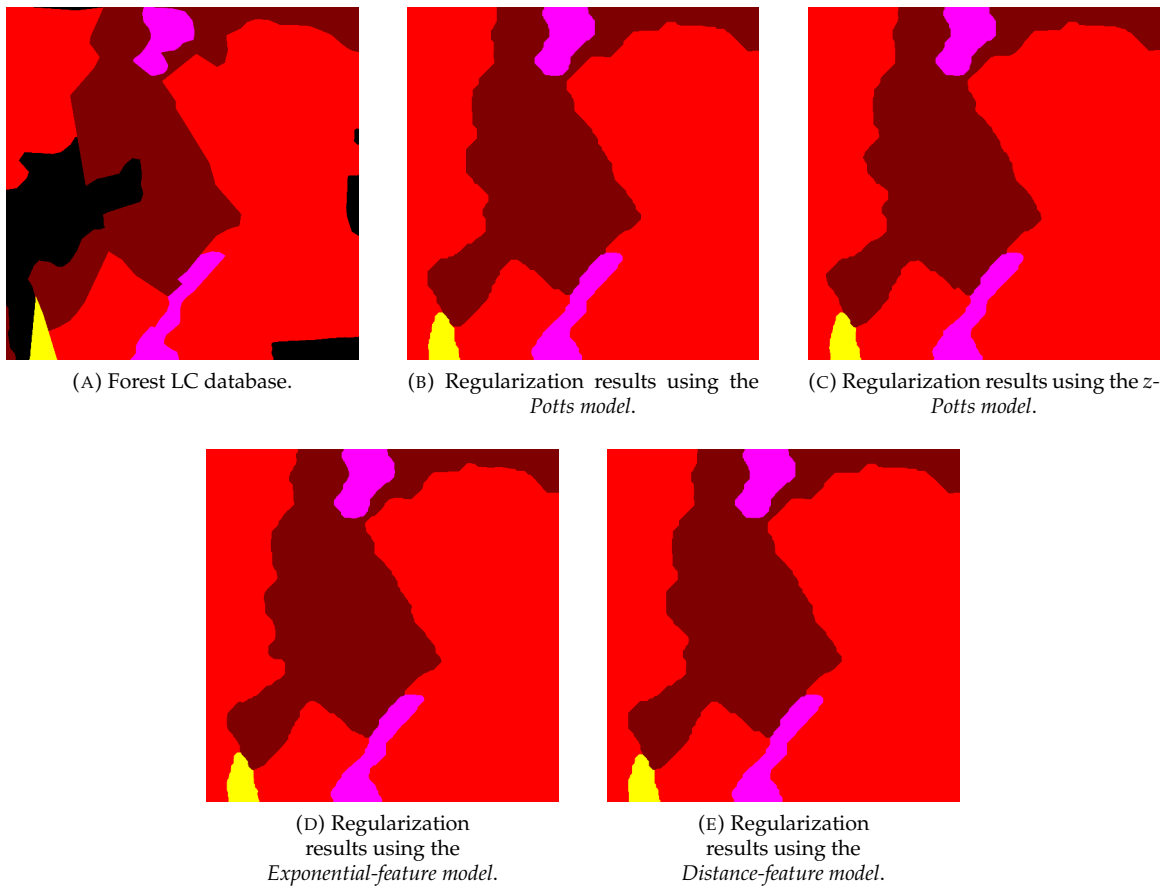 (A) Forest LC database.
(B) Regularization results using the
Potts model.
(C) Regularization results using the z-
Potts model.
(D) Regularization
results using the
Exponential-feature model.
(E) Regularization
results using the
Distance-feature model.